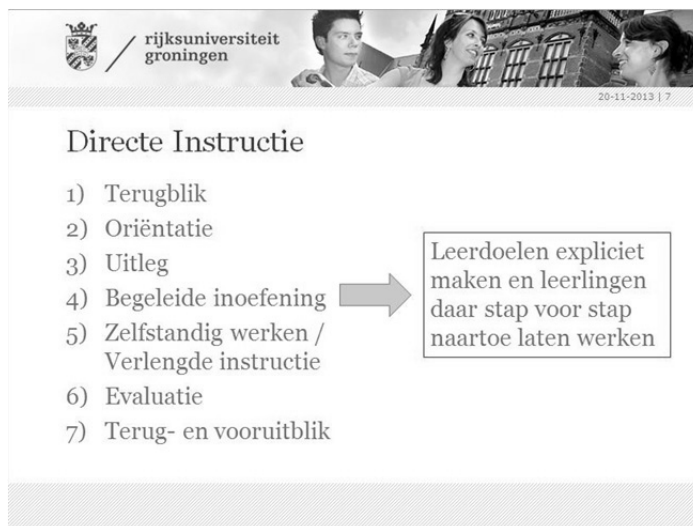 rijksuniversiteit
groningen
20-11-2013 | 7
Directe Instructie
1) Terugblik
2) Oriëntatie
3) Uitleg
4) Begeleide inoefening
5) Zelfstandig werken /
Verlengde instructie
6) Evaluatie
7) Terug- en vooruitblik
Leerdoelen expliciet
maken en leerlingen
daar stap voor stap
naartoe laten werken